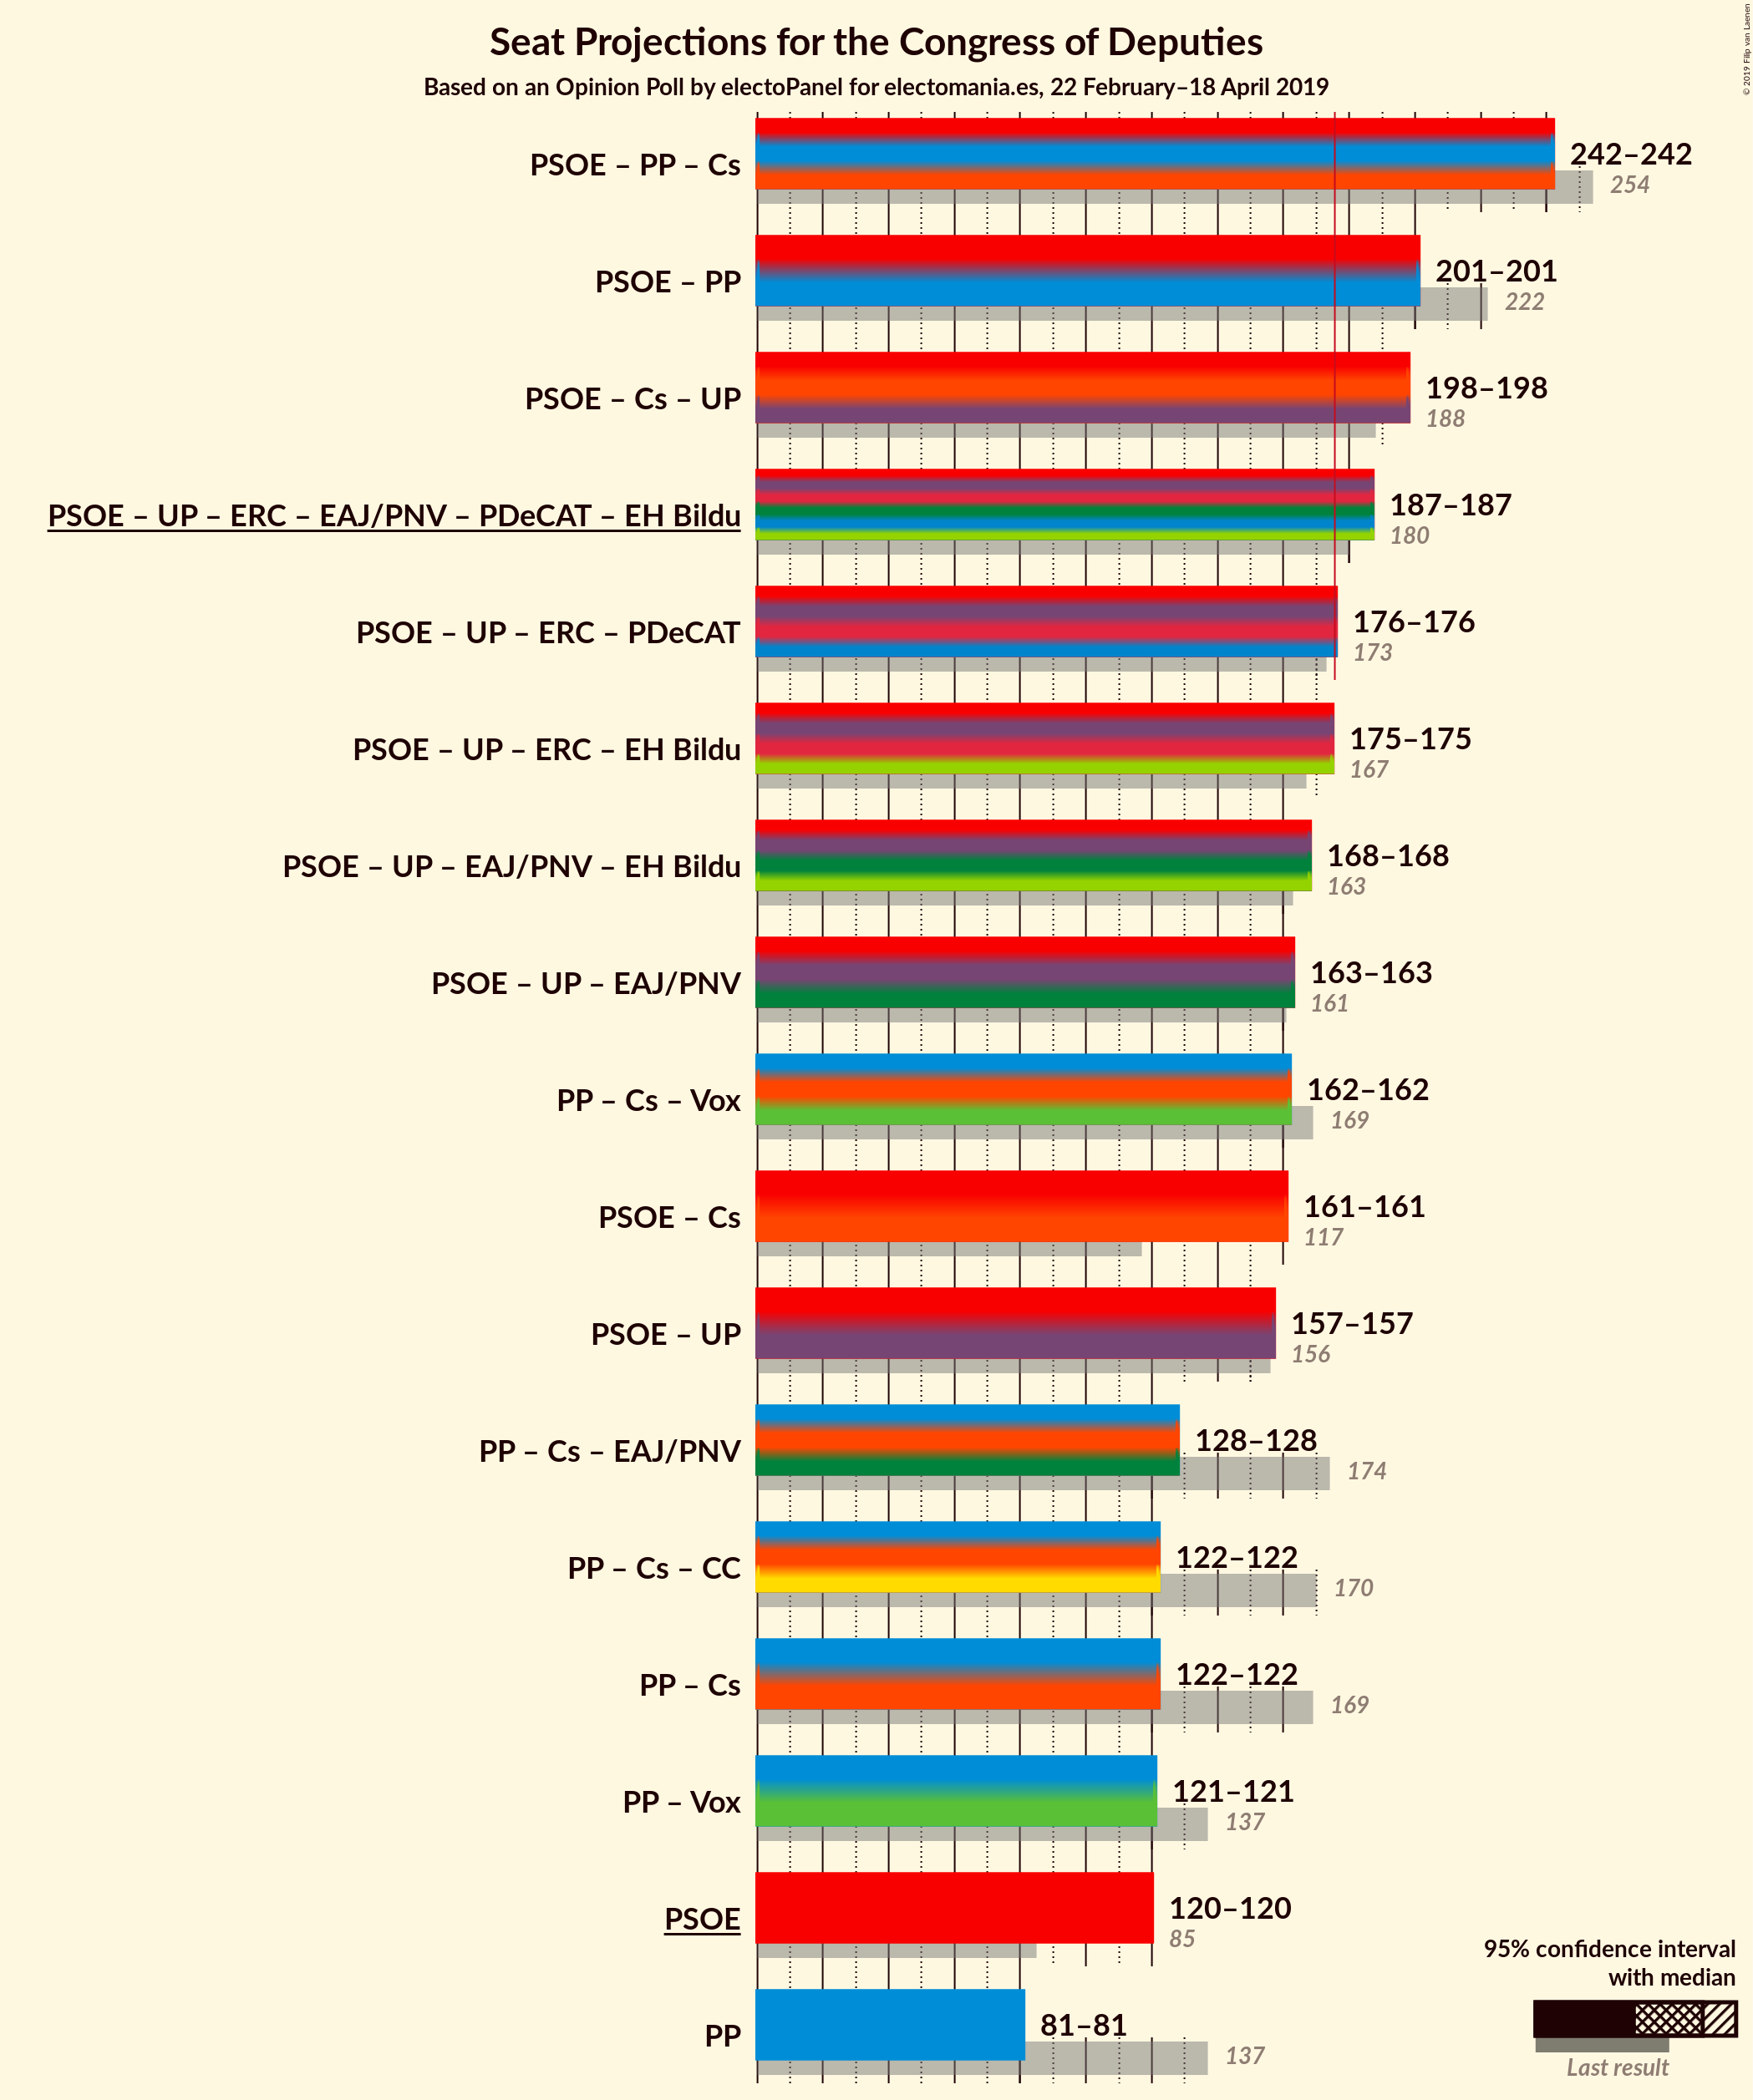 Seat Projections for the Congress of Deputies
Based on an Opinion Poll by electoPanel for electomania.es, 22 February–18 April 2019
© 2019 Filip van Laenen
PSOE – PP – Cs
242–242
254
PSOE – PP
201–201
222
PSOE – Cs – UP
198–198
188
PSOE – UP – ERC – EAJ/PNV – PDeCAT – EH Bildu
187–187
180
PSOE – UP – ERC – PDeCAT
176–176
173
PSOE – UP – ERC – EH Bildu
175–175
167
PSOE – UP – EAJ/PNV – EH Bildu
168–168
163
PSOE – UP – EAJ/PNV
163–163
161
PP – Cs – Vox
162–162
169
PSOE – Cs
161–161
117
PSOE – UP
157–157
156
PP – Cs – EAJ/PNV
128–128
174
PP – Cs – CC
122–122
170
PP – Cs
122–122
169
PP – Vox
121–121
137
PSOE
120–120
85
PP
81–81
137
95% confidence interval
with median
Last result